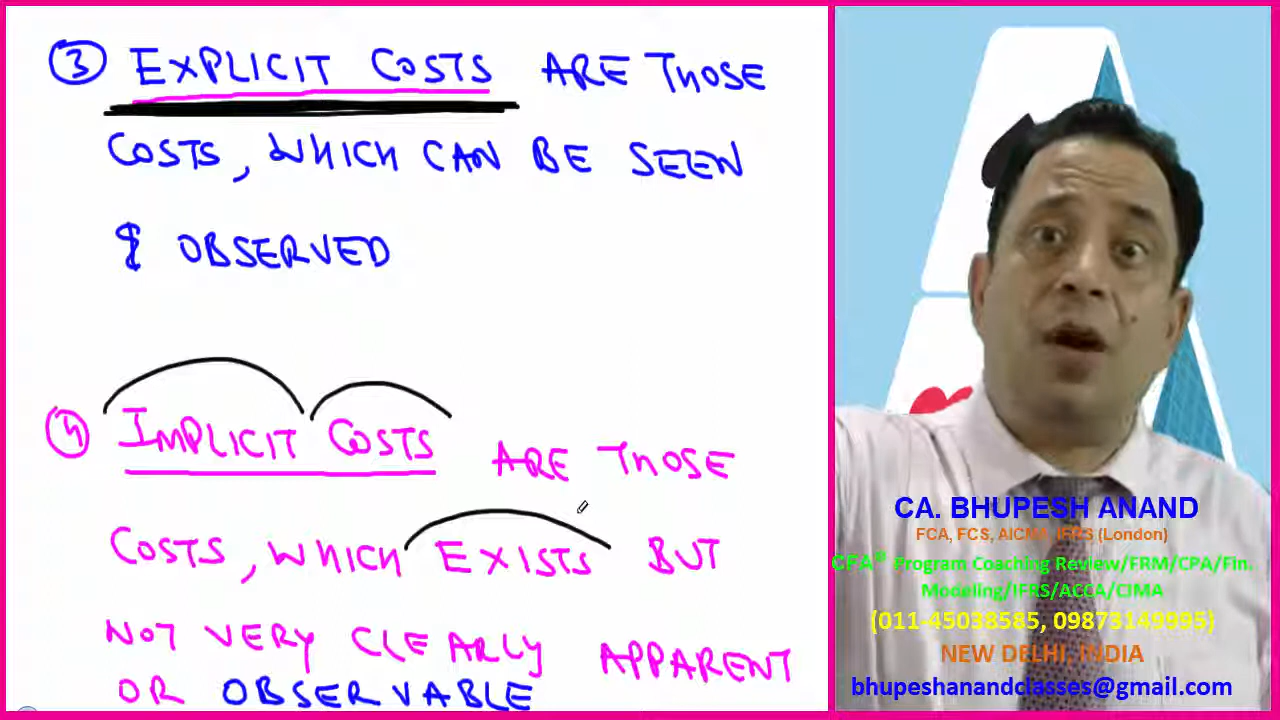 ③ EXPLICIT COSTS ARE THOSE
COSTS, WHICH CAN BE SEEN
& OBSERVED
④ IMPLICIT COSTS ARE THOSE
COSTS, WHICH EXISTS BUT
NOT VERY CLEARLY APPARENT
OR OBSERVABLE
CA. BHUPESH ANAND
FCA, FCS, AICMA, IFRS (London)
CFA® Program Coaching Review/FRM/CPA/Fin.
Modeling/IFRS/ACCA/CIMA
(011-45038585, 09873149995)
NEW DELHI, INDIA
bhupeshanandclasses@gmail.com